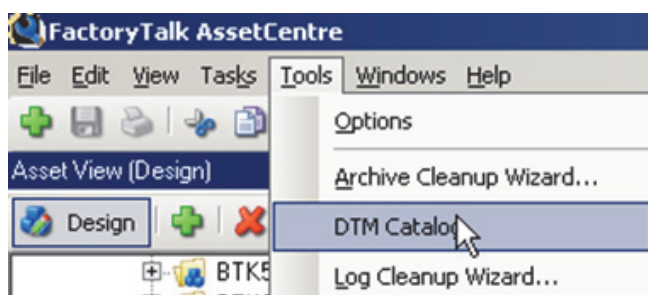 FactoryTalk AssetCentre
File Edit View Tasks Tools Windows Help
Options
Asset View (Design)
Archive Cleanup Wizard...
Design
DTM Catalog
BTK5
Log Cleanup Wizard...